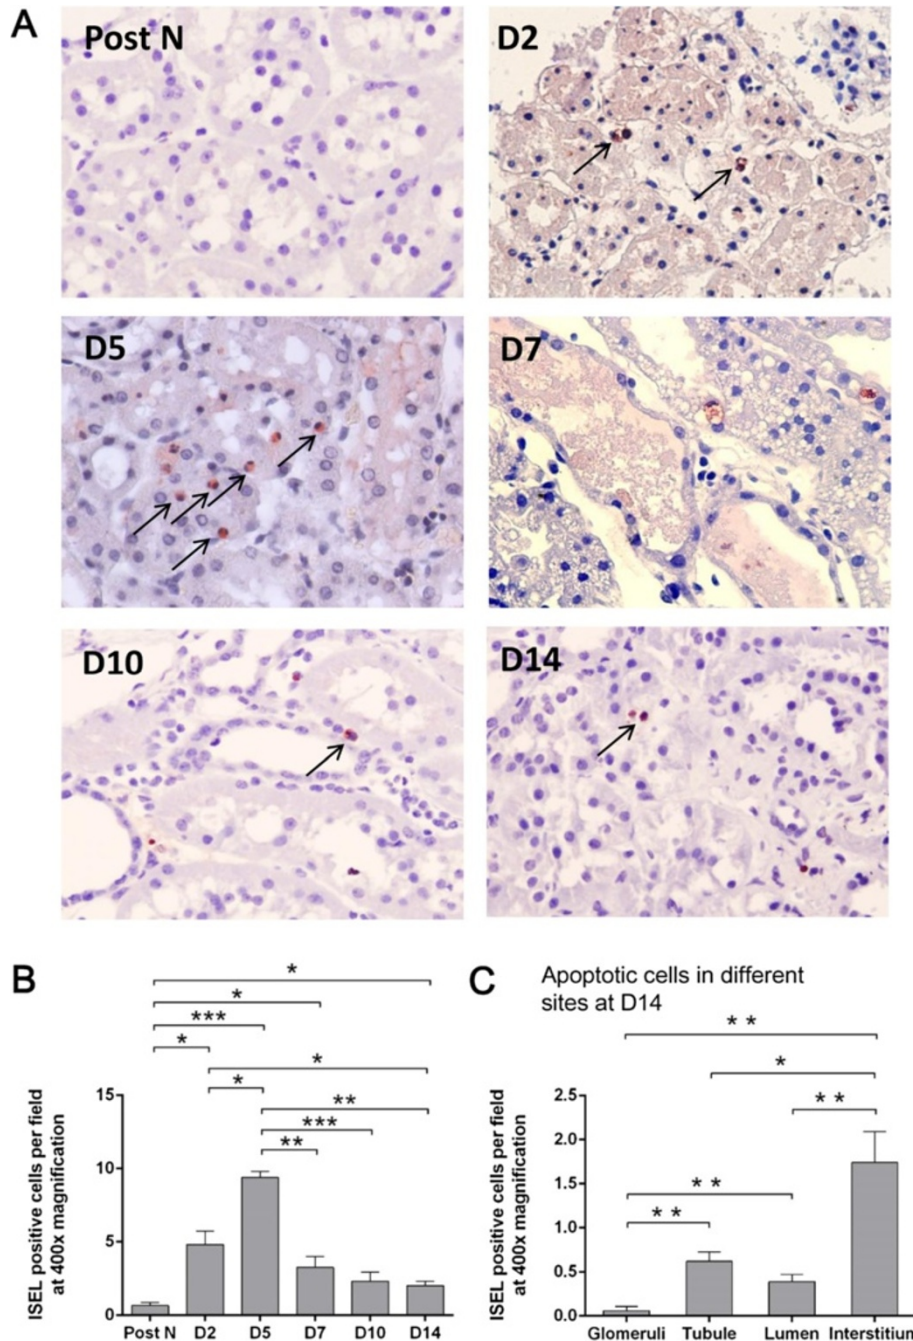 A
Post N
D2
D5
D7
D10
D14
B
*
*
***
*
*
*
**
***
**
ISEL positive cells per field
at 400x magnification
15
10
5
0
Post N D2 D5 D7 D10 D14
C
Apoptotic cells in different
sites at D14
* *
*
* *
* *
* *
ISEL positive cells per field
at 400x magnification
2.5
2.0
1.5
1.0
0.5
0.0
Glomeruli Tubule Lumen Interstitiun